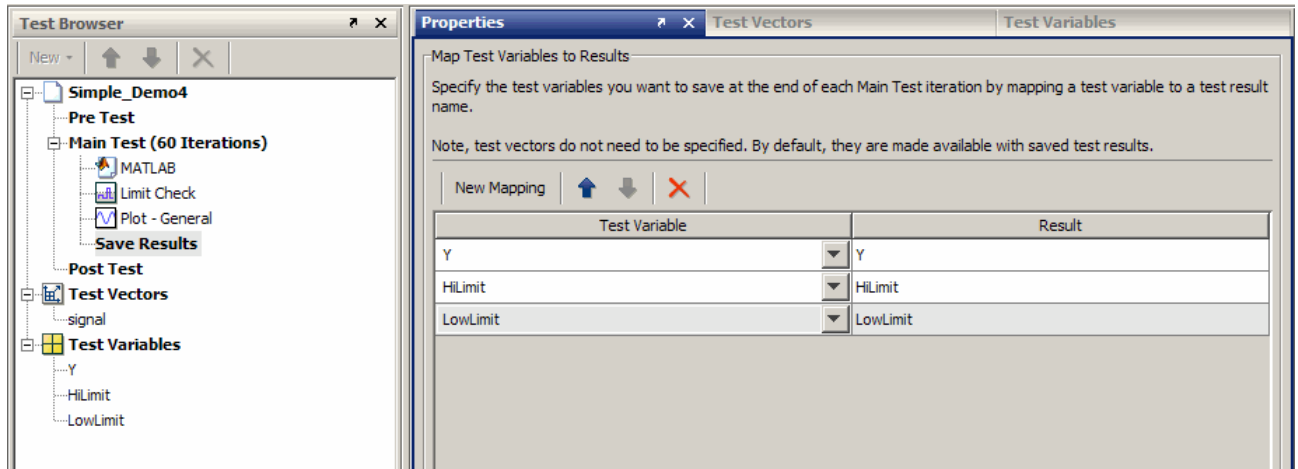 Test Browser
New
Simple_Demo4
Pre Test
Main Test (60 Iterations)
MATLAB
Limit Check
Plot - General
Save Results
Post Test
Test Vectors
signal
Test Variables
Y
HiLimit
LowLimit
Properties
Test Vectors
Test Variables
Map Test Variables to Results
Specify the test variables you want to save at the end of each Main Test iteration by mapping a test variable to a test result
name.
Note, test vectors do not need to be specified. By default, they are made available with saved test results.
New Mapping
Test Variable Result
Y Y
HiLimit HiLimit
LowLimit LowLimit